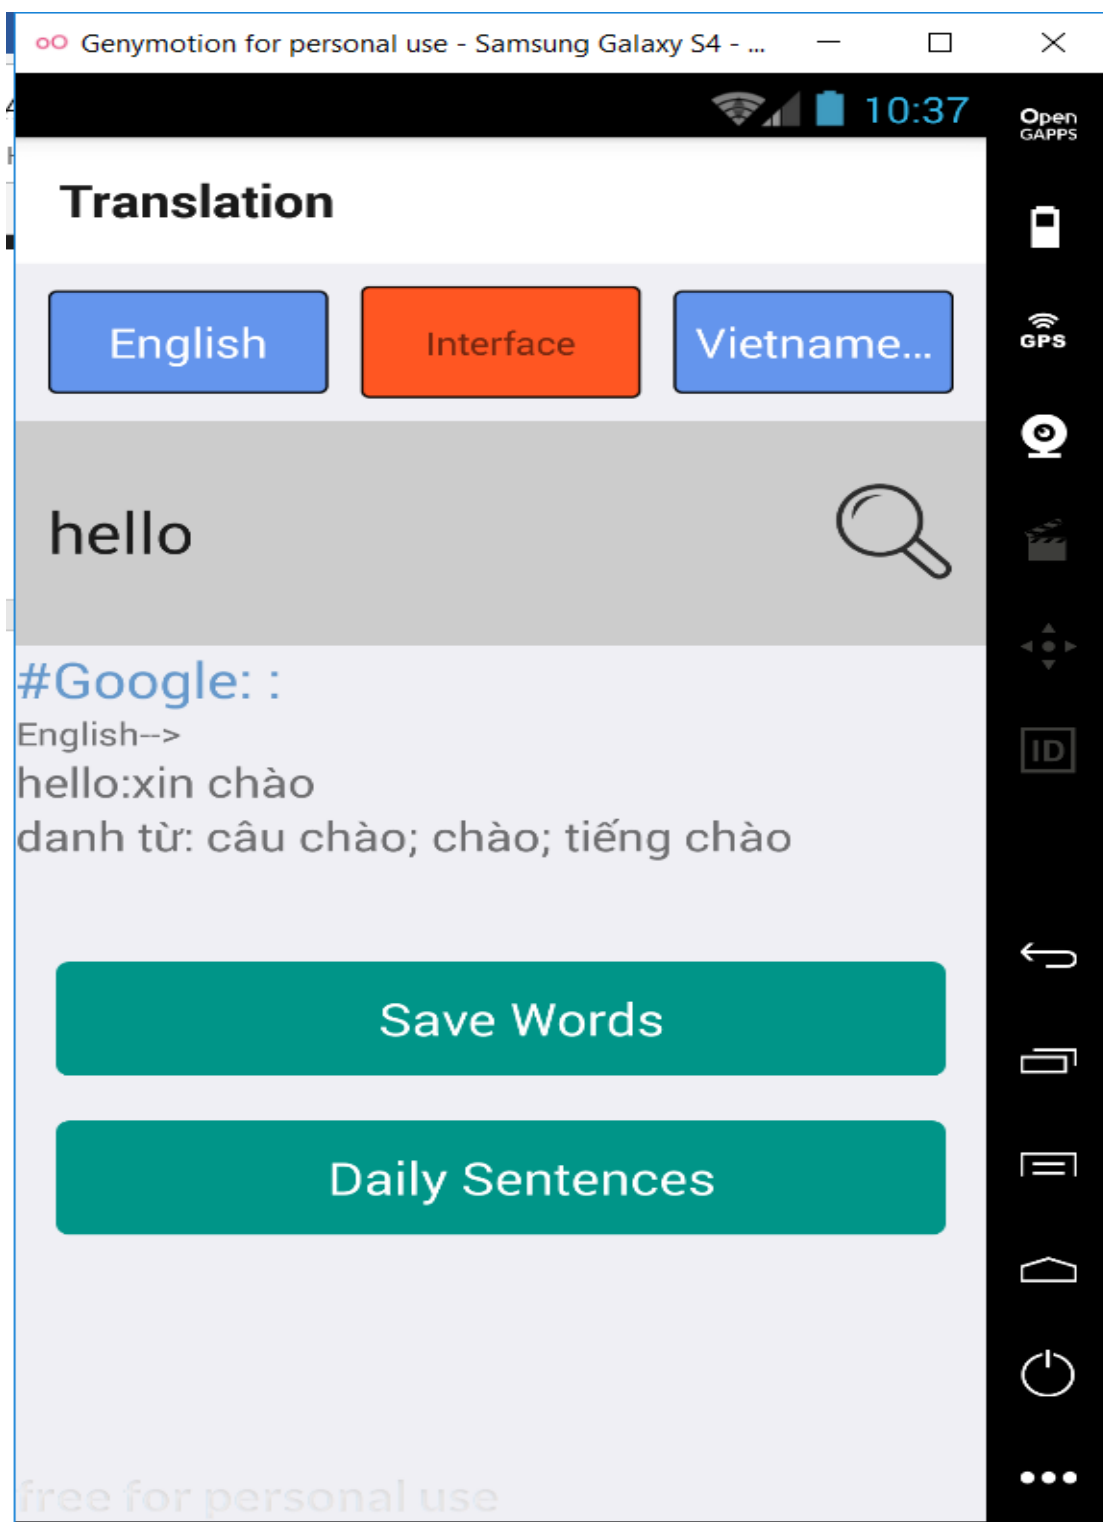 Genymotion for personal use - Samsung Galaxy S4 - ...
10:37
Open
GAPPS
Translation
English
Interface
Vietname...
GPS
hello
#Google: :
English-->
hello:xin chào
danh từ: câu chào; chào; tiếng chào
ID
Save Words
Daily Sentences
free for personal use